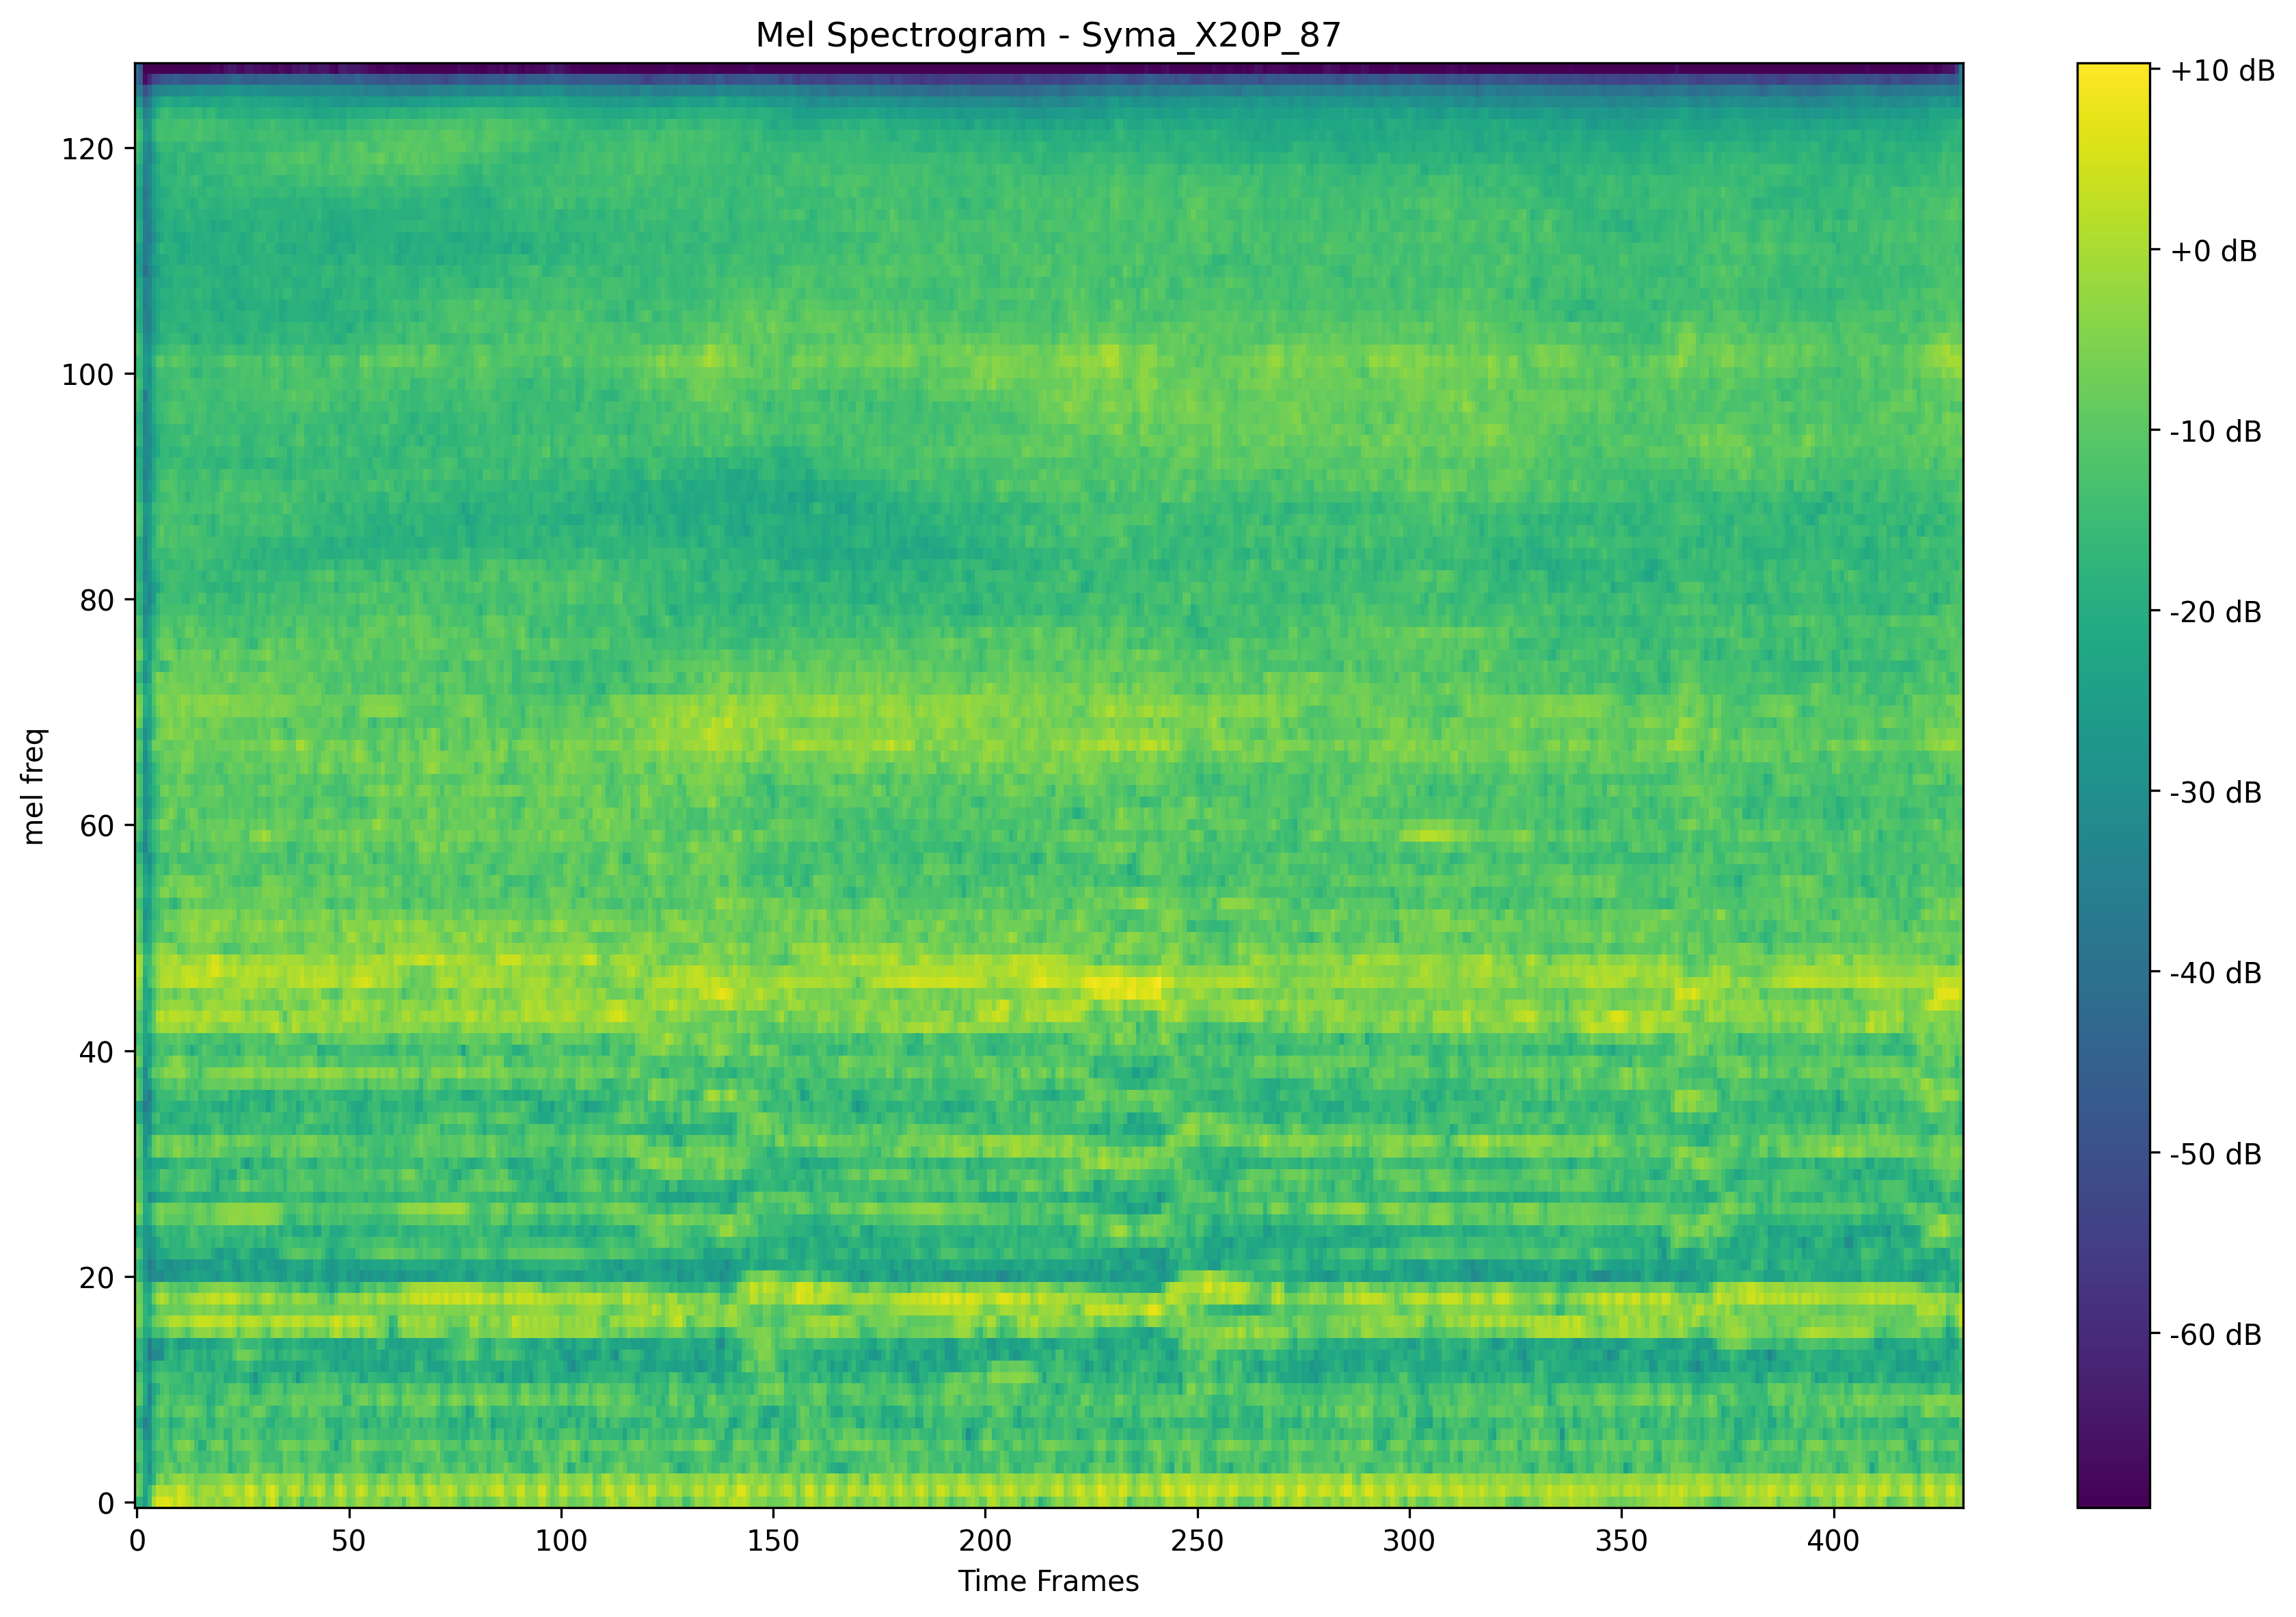 Mel Spectrogram - Syma_X20P_87
mel freq
120
100
80
60
40
20
0
0 50 100 150 200 250 300 350 400
Time Frames
+10 dB
+0 dB
-10 dB
-20 dB
-30 dB
-40 dB
-50 dB
-60 dB